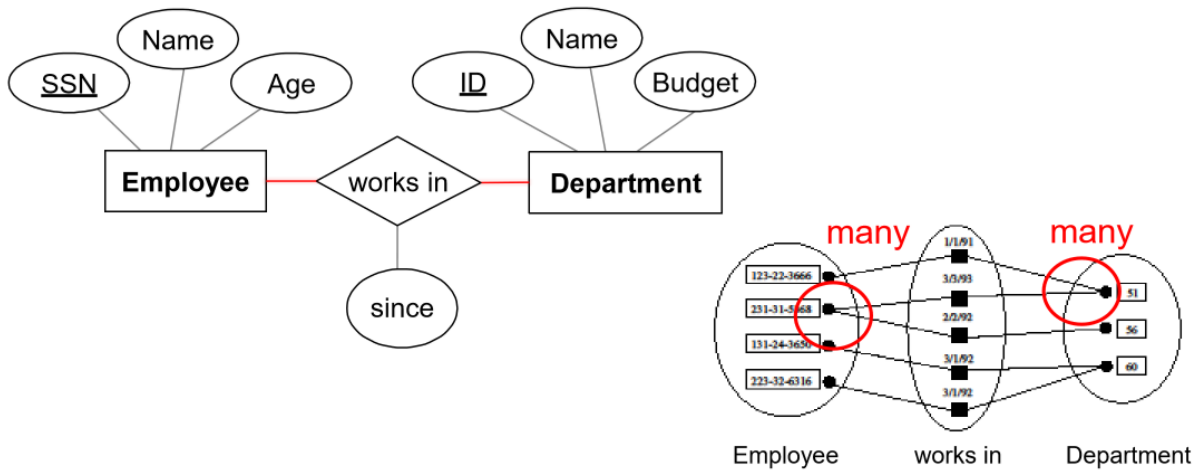 Name
SSN
Age
Employee
works in
since
Name
ID
Budget
Department
many
many
1/1/91
3/3/93
2/2/92
3/1/92
3/1/92
123-22-3666
231-31-5368
131-24-3650
223-32-6316
51
56
60
Employee
works in
Department